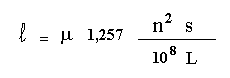 ℓ = μ 1,257 n² s / 10⁸ L